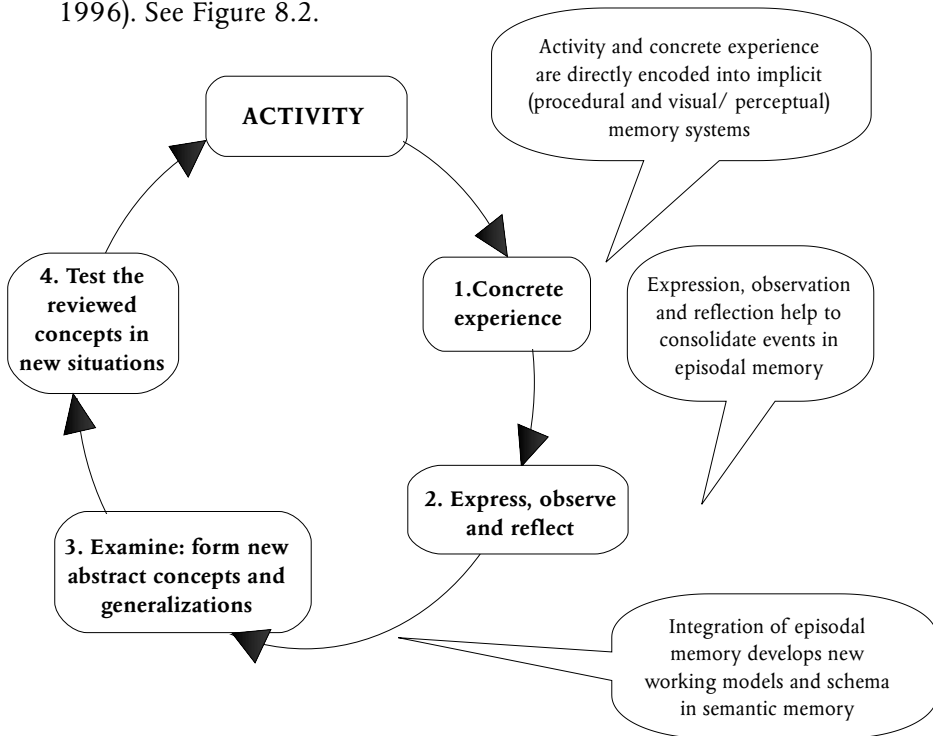 1996). See Figure 8.2.
Activity and concrete experience
are directly encoded into implicit
(procedural and visual/ perceptual)
memory systems
ACTIVITY
1.Concrete
experience
Expression, observation
and reflection help to
consolidate events in
episodal memory
2. Express, observe
and reflect
Integration of episodal
memory develops new
working models and schema
in semantic memory
3. Examine: form new
abstract concepts and
generalizations
4. Test the
reviewed
concepts in
new situations